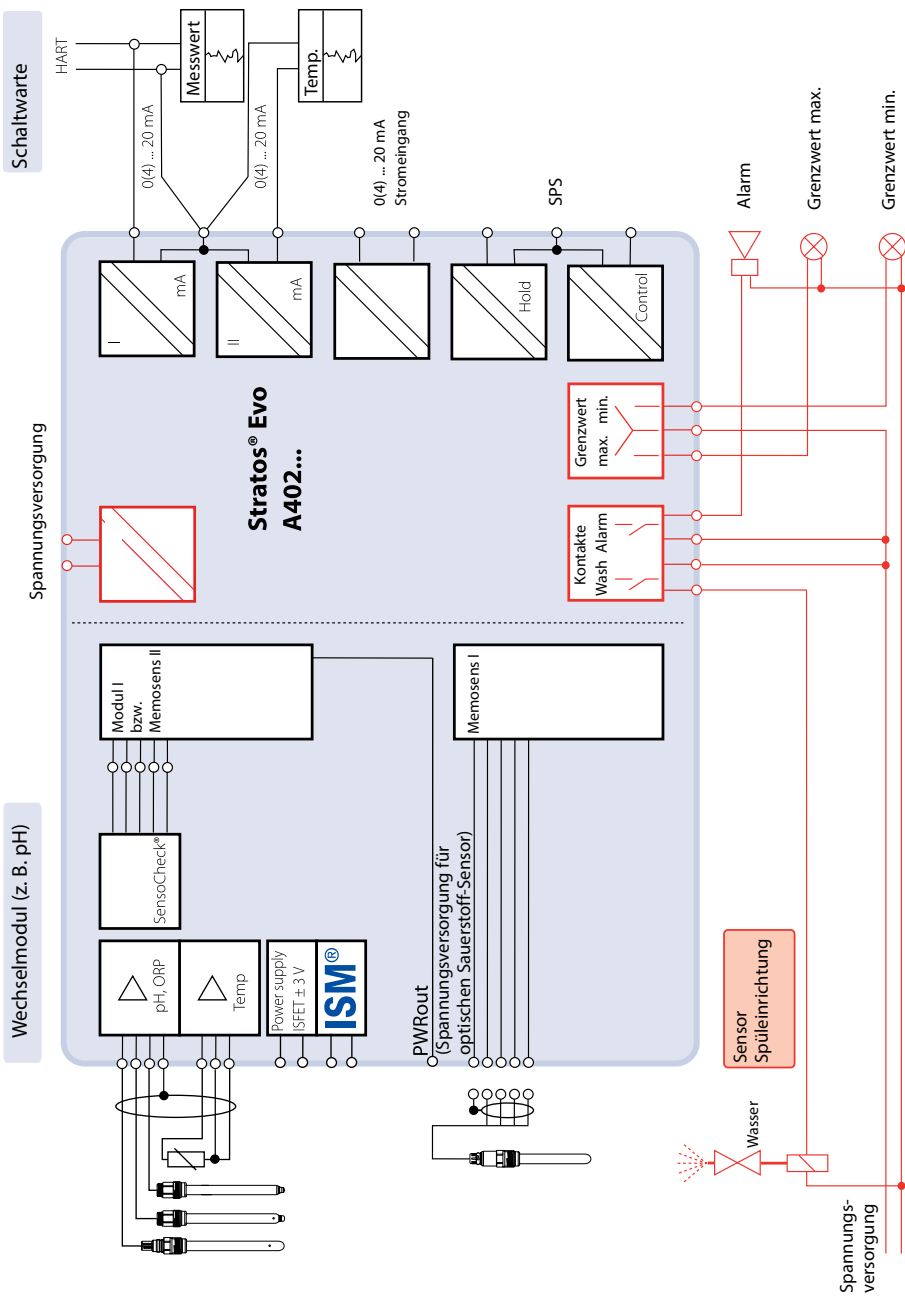 Wechselmodul (z. B. pH)
Schaltwarte
Spannungsversorgung
HART
Messwert
0(4) ... 20 mA
Temp.
0(4) ... 20 mA
0(4) ... 20 mA
Stromeingang
SPS
Alarm
Grenzwert max.
Grenzwert min.
I
mA
II
mA
Hold
Control
Stratos® Evo
A402...
Grenzwert
max. min.
Kontakte
Wash Alarm
Modul I
bzw.
Memosens II
Memosens I
SensoCheck®
pH, ORP
Temp
Power supply
ISFET ± 3 V
ISM®
PWRout
(Spannungsversorgung für
optischen Sauerstoff-Sensor)
Sensor
Spüleinrichtung
Wasser
Spannungs-
versorgung